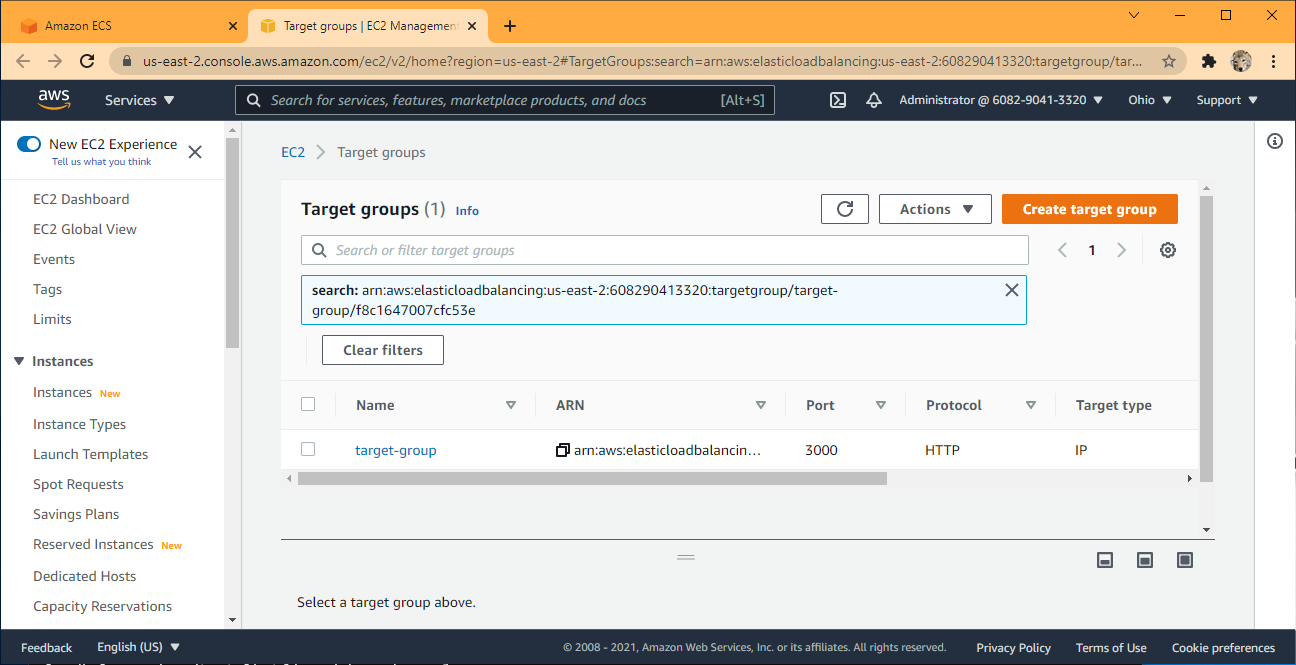 Amazon ECS
Target groups | EC2 Management
us-east-2.console.aws.amazon.com/ec2/v2/home?region=us-east-2#TargetGroups:search=arn:aws:elasticloadbalancing:us-east-2:608290413320:targetgroup/tar...
aws
Services
Search for services, features, marketplace products, and docs
[Alt+S]
Administrator @ 6082-9041-3320
Ohio
Support
New EC2 Experience
Tell us what you think
EC2 Dashboard
EC2 Global View
Events
Tags
Limits
Instances
Instances New
Instance Types
Launch Templates
Spot Requests
Savings Plans
Reserved Instances New
Dedicated Hosts
Capacity Reservations
EC2
Target groups
Target groups (1) Info
Actions
Create target group
Search or filter target groups
1
search: arn:aws:elasticloadbalancing:us-east-2:608290413320:targetgroup/target-
group/f8c1647007cfc53e
Clear filters
Name ARN Port Protocol Target type
target-group arn:aws:elasticloadbalancin... 3000 HTTP IP
Select a target group above.
Feedback
English (US)
© 2008 - 2021, Amazon Web Services, Inc. or its affiliates. All rights reserved.
Privacy Policy
Terms of Use
Cookie preferences